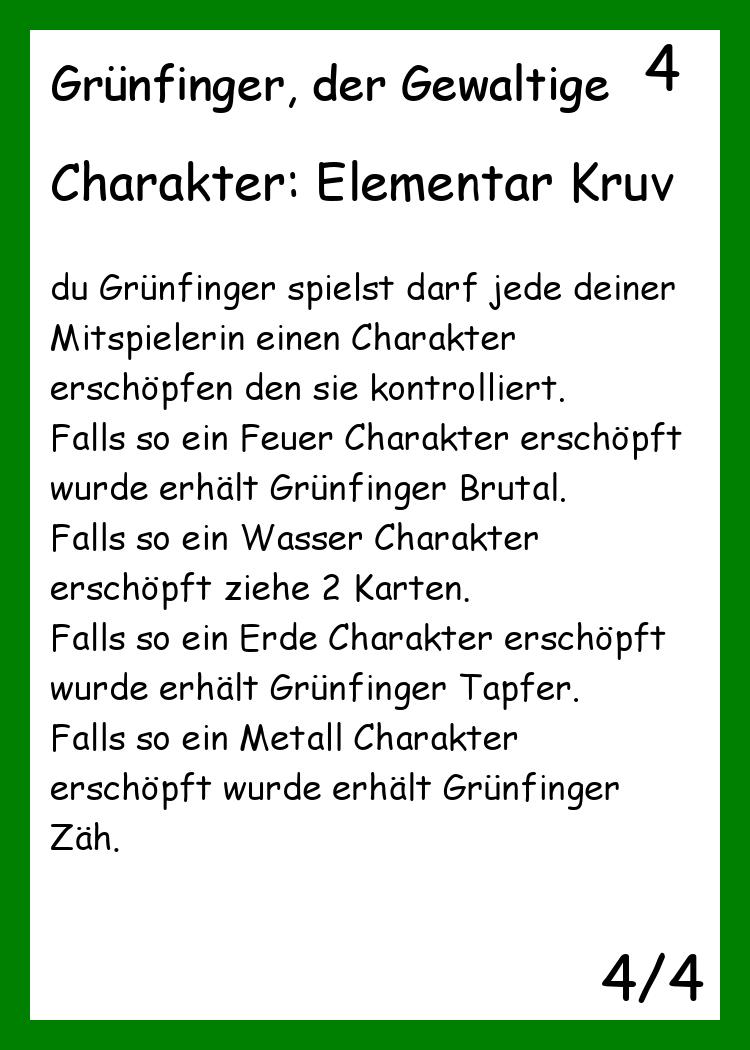 Grünfinger, der Gewaltige 4
Charakter: Elementar Kruv
du Grünfinger spielst darf jede deiner
Mitspielerin einen Charakter
erschöpfen den sie kontrolliert.
Falls so ein Feuer Charakter erschöpft
wurde erhält Grünfinger Brutal.
Falls so ein Wasser Charakter
erschöpft ziehe 2 Karten.
Falls so ein Erde Charakter erschöpft
wurde erhält Grünfinger Tapfer.
Falls so ein Metall Charakter
erschöpft wurde erhält Grünfinger
Zäh.
4/4